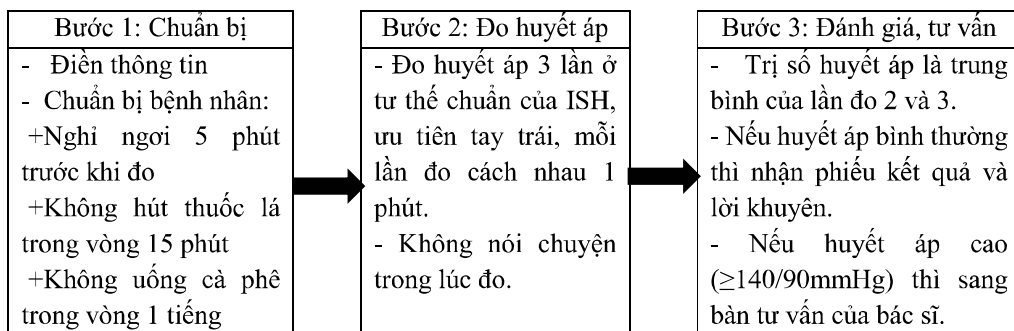 Bước 1: Chuẩn bị
- Điền thông tin
- Chuẩn bị bệnh nhân:
+Nghỉ ngơi 5 phút
trước khi đo
+Không hút thuốc lá
trong vòng 15 phút
+Không uống cà phê
trong vòng 1 tiếng
Bước 2: Đo huyết áp
- Đo huyết áp 3 lần ở
tư thế chuẩn của ISH,
ưu tiên tay trái, mỗi
lần đo cách nhau 1
phút.
- Không nói chuyện
trong lúc đo.
Bước 3: Đánh giá, tư vấn
- Trị số huyết áp là trung
bình của lần đo 2 và 3.
- Nếu huyết áp bình thường
thì nhận phiếu kết quả và
lời khuyên.
- Nếu huyết áp cao
(≥140/90mmHg) thì sang
bàn tư vấn của bác sĩ.